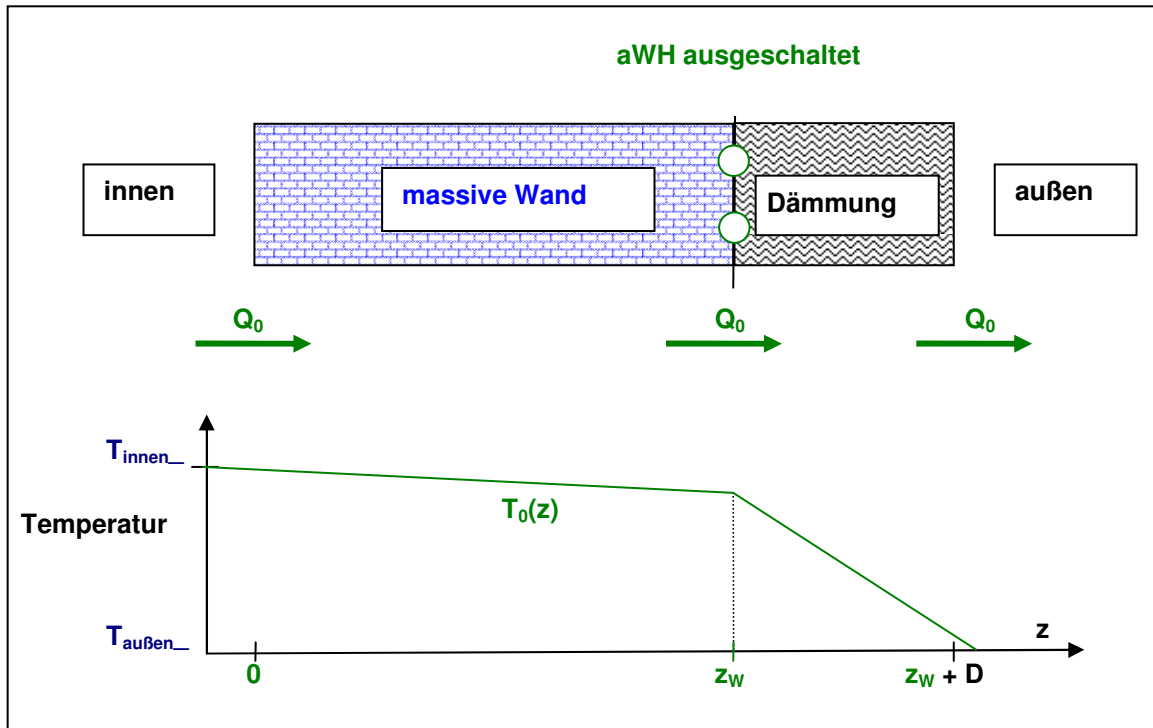 aWH ausgeschaltet
innen
massive Wand
Dämmung
außen
Q₀ Q₀ Q₀
Tinnen_
T₀(z)
Temperatur
Taußen_
z
0 zW zW + D